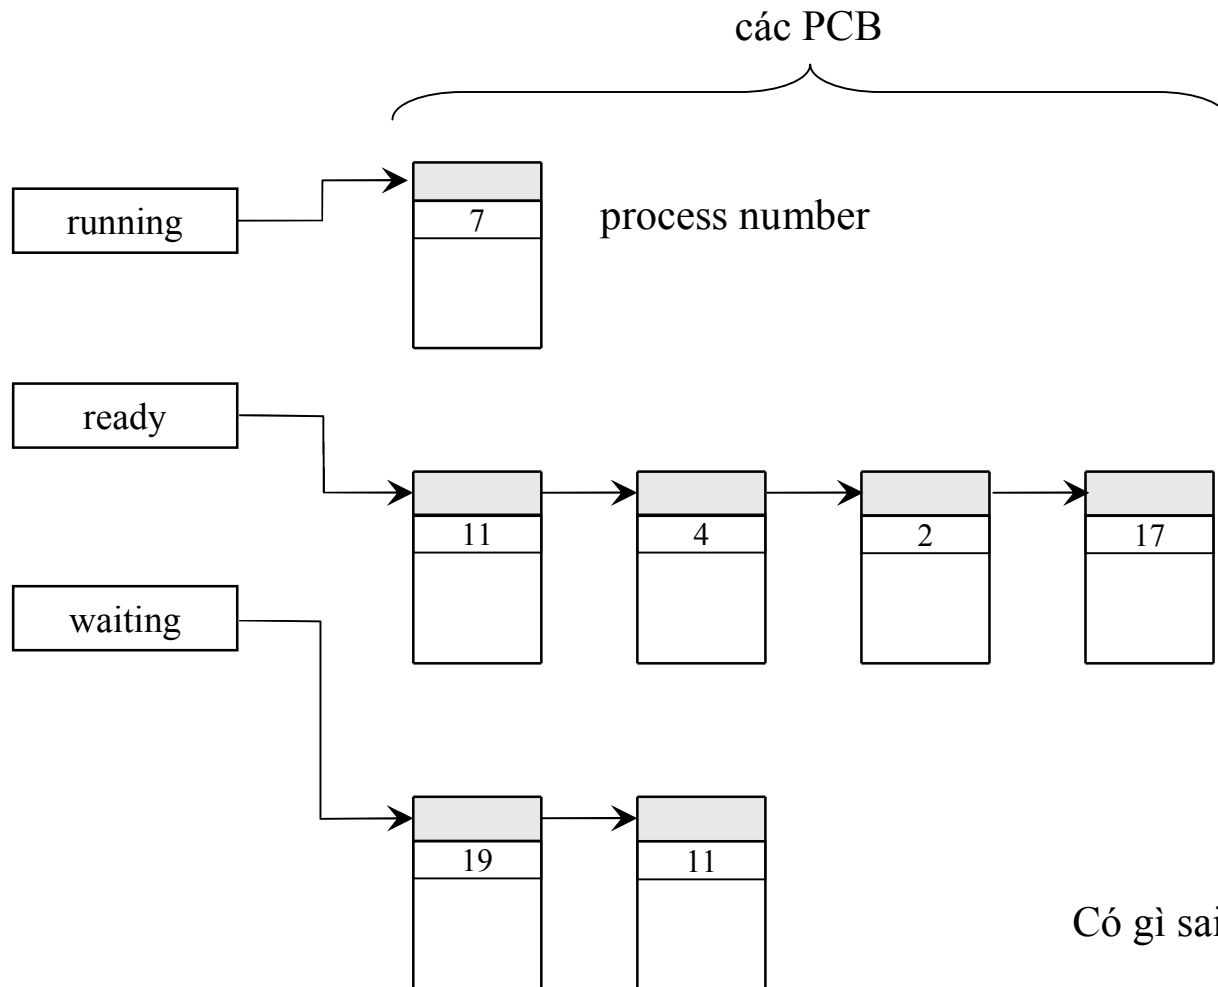 các PCB
running
7
process number
ready
11
4
2
17
waiting
19
11
Có gì sai